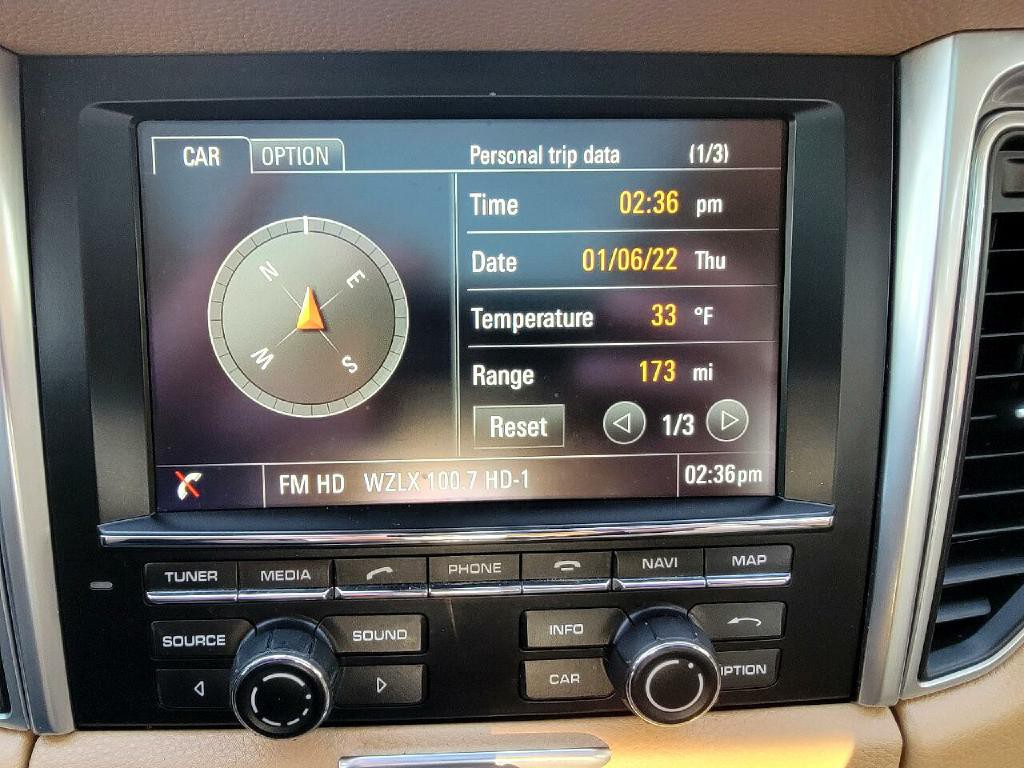 CAR OPTION Personal trip data (1/3)
Time 02:36 pm
Date 01/06/22 Thu
Temperature 33 °F
Range 173 mi
Reset 1/3
N E
W S
FM HD WZLX 100.7 HD-1 02:36pm
TUNER MEDIA PHONE NAVI MAP
SOURCE SOUND INFO
CAR OPTION